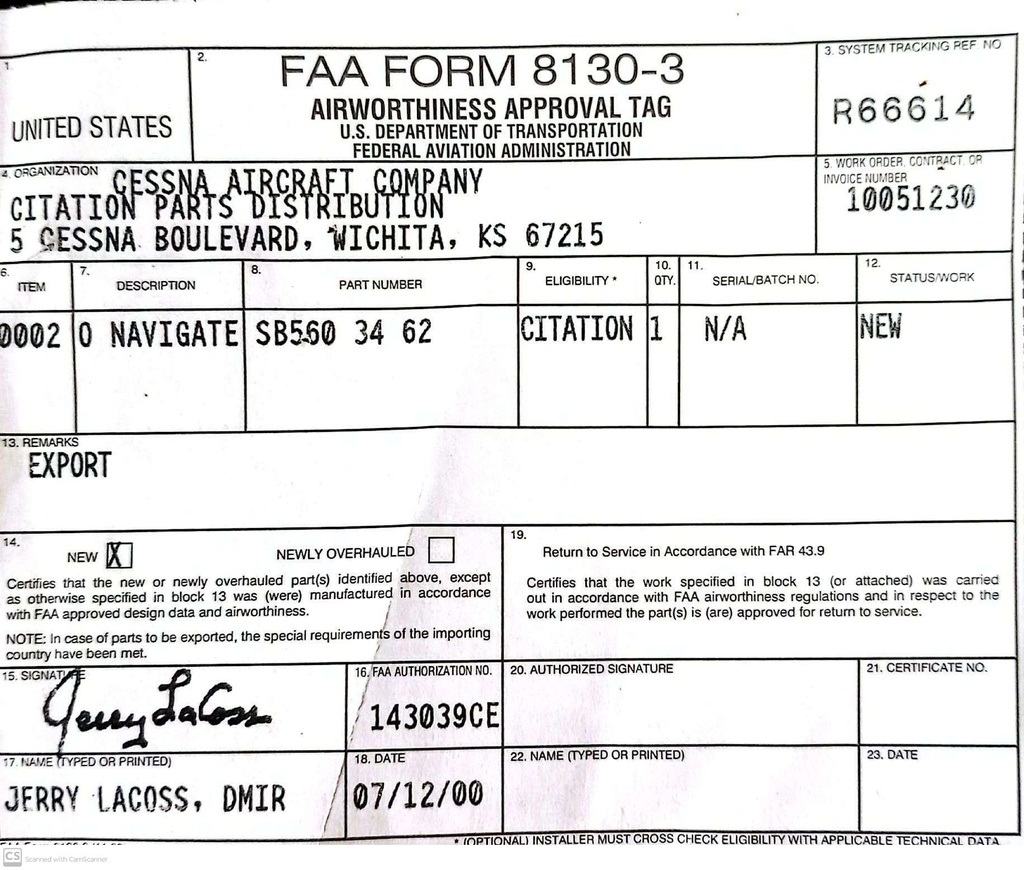 1.
UNITED STATES
2.
FAA FORM 8130-3
AIRWORTHINESS APPROVAL TAG
U.S. DEPARTMENT OF TRANSPORTATION
FEDERAL AVIATION ADMINISTRATION
3. SYSTEM TRACKING REF NO
R66614
4. ORGANIZATION
CESSNA AIRCRAFT COMPANY
CITATION PARTS DISTRIBUTION
5 CESSNA BOULEVARD, WICHITA, KS 67215
5. WORK ORDER, CONTRACT, OR
INVOICE NUMBER
10051230
6.
ITEM
7.
DESCRIPTION
8.
PART NUMBER
9.
ELIGIBILITY *
10.
QTY.
11.
SERIAL/BATCH NO.
12.
STATUS/WORK
0002 O NAVIGATE SB560 34 62 CITATION 1 N/A NEW
13. REMARKS
EXPORT
14.
NEW X NEWLY OVERHAULED
Certifies that the new or newly overhauled part(s) identified above, except
as otherwise specified in block 13 was (were) manufactured in accordance
with FAA approved design data and airworthiness.
NOTE: In case of parts to be exported, the special requirements of the importing
country have been met.
19.
Return to Service in Accordance with FAR 43.9
Certifies that the work specified in block 13 (or attached) was carried
out in accordance with FAA airworthiness regulations and in respect to the
work performed the part(s) is (are) approved for return to service.
15. SIGNATURE
Jerry LaCoss
16. FAA AUTHORIZATION NO.
143039CE
20. AUTHORIZED SIGNATURE
21. CERTIFICATE NO.
17. NAME (TYPED OR PRINTED)
JERRY LACOSS, DMIR
18. DATE
07/12/00
22. NAME (TYPED OR PRINTED)
23. DATE
* (OPTIONAL) INSTALLER MUST CROSS CHECK ELIGIBILITY WITH APPLICABLE TECHNICAL DATA.
CS Scanned with CamScanner